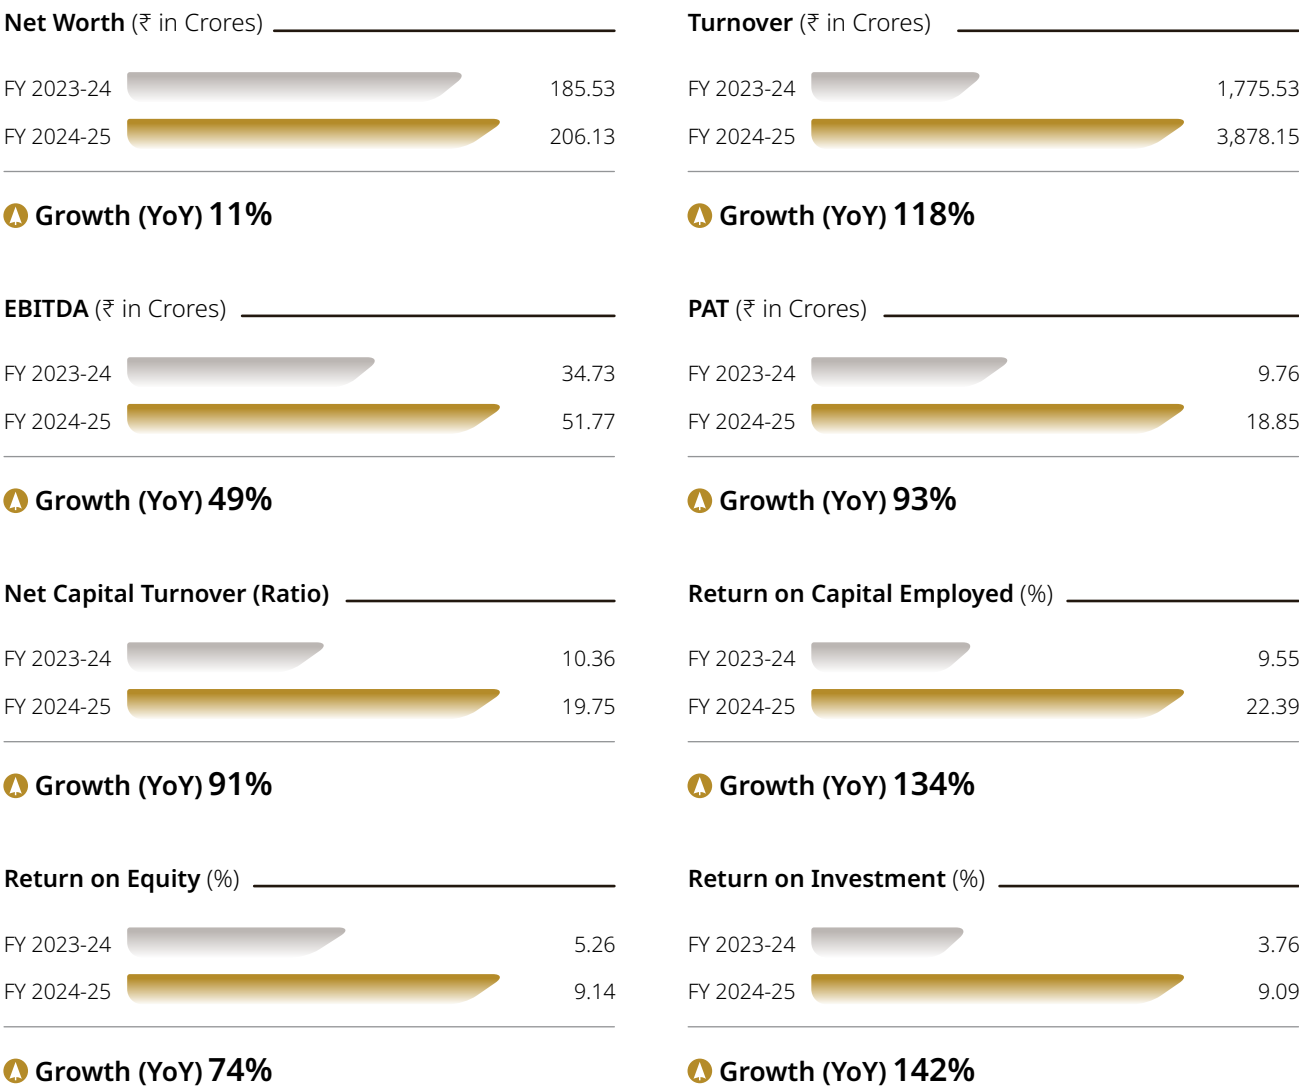 Net Worth (₹ in Crores)
FY 2023-24 185.53
FY 2024-25 206.13
Growth (YoY) 11%
Turnover (₹ in Crores)
FY 2023-24 1,775.53
FY 2024-25 3,878.15
Growth (YoY) 118%
EBITDA (₹ in Crores)
FY 2023-24 34.73
FY 2024-25 51.77
Growth (YoY) 49%
PAT (₹ in Crores)
FY 2023-24 9.76
FY 2024-25 18.85
Growth (YoY) 93%
Net Capital Turnover (Ratio)
FY 2023-24 10.36
FY 2024-25 19.75
Growth (YoY) 91%
Return on Capital Employed (%)
FY 2023-24 9.55
FY 2024-25 22.39
Growth (YoY) 134%
Return on Equity (%)
FY 2023-24 5.26
FY 2024-25 9.14
Growth (YoY) 74%
Return on Investment (%)
FY 2023-24 3.76
FY 2024-25 9.09
Growth (YoY) 142%